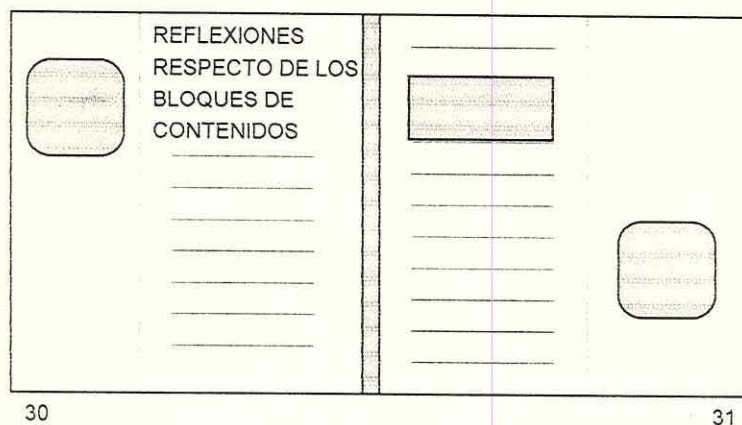 REFLEXIONES
RESPECTO DE LOS
BLOQUES DE
CONTENIDOS
30
31